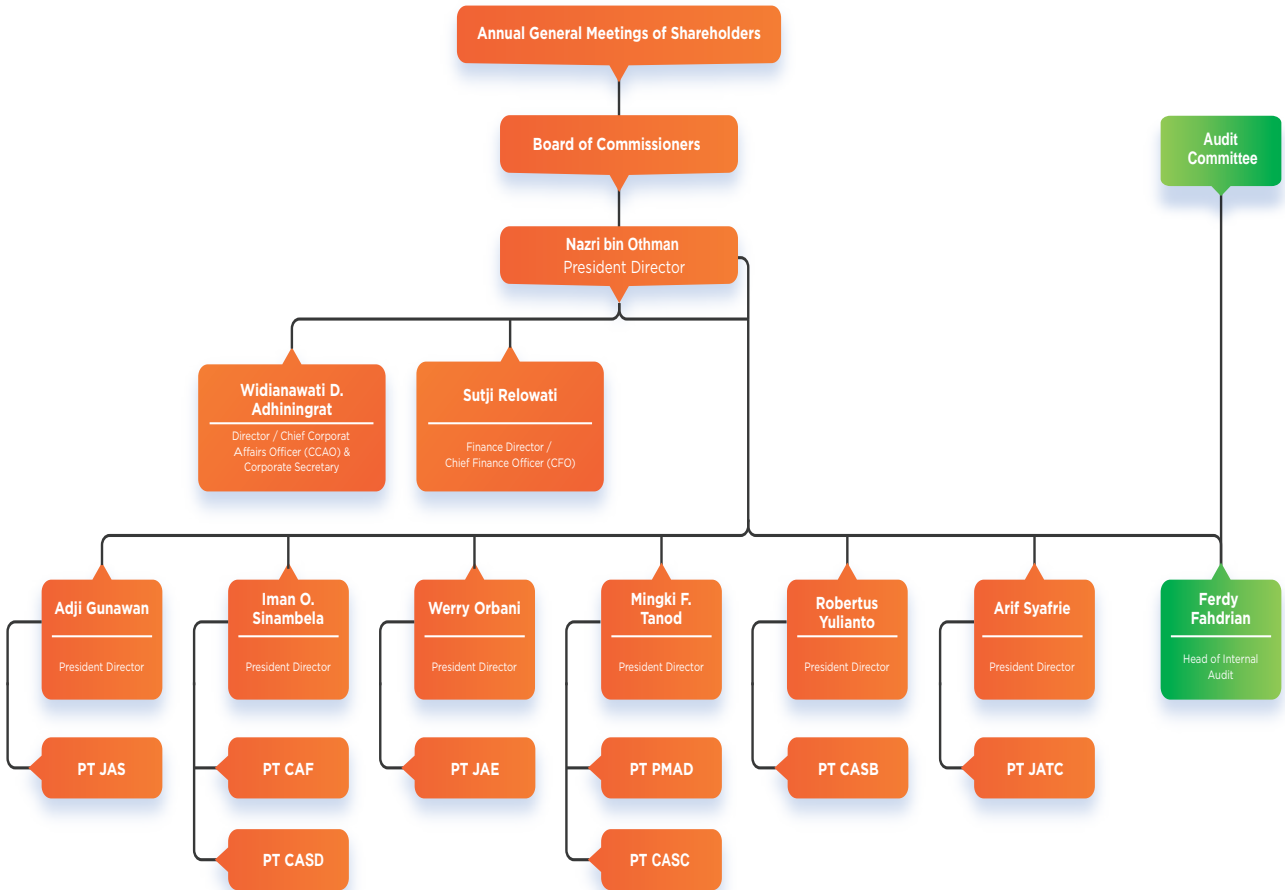 Annual General Meetings of Shareholders
Board of Commissioners
Audit
Committee
Nazri bin Othman
President Director
Widianawati D.
Adhiningrat
Director / Chief Corporat
Affairs Officer (CCAO) &
Corporate Secretary
Sutji Relowati
Finance Director /
Chief Finance Officer (CFO)
Adji Gunawan
President Director
Iman O.
Sinambela
President Director
Werry Orbani
President Director
Mingki F.
Tanod
President Director
Robertus
Yulianto
President Director
Arif Syafrie
President Director
Ferdy
Fahdrian
Head of Internal
Audit
PT JAS
PT CAF
PT JAE
PT PMAD
PT CASB
PT JATC
PT CASD
PT CASC